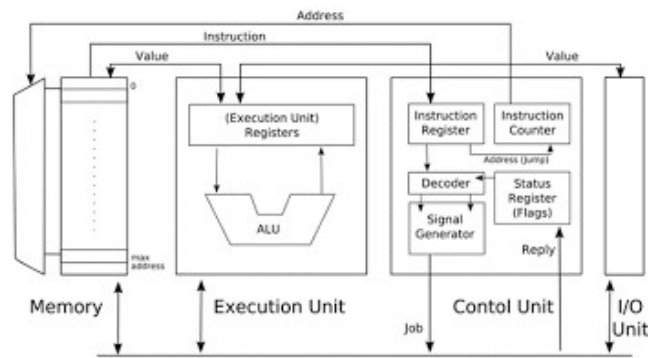 Address
Instruction
Value
Value
0
(Execution Unit)
Registers
Instruction
Register
Instruction
Counter
Address (Jump)
Decoder
Status
Register
(Flags)
ALU
Signal
Generator
Reply
max
address
Memory
Execution Unit
Contol Unit
I/O
Unit
Job